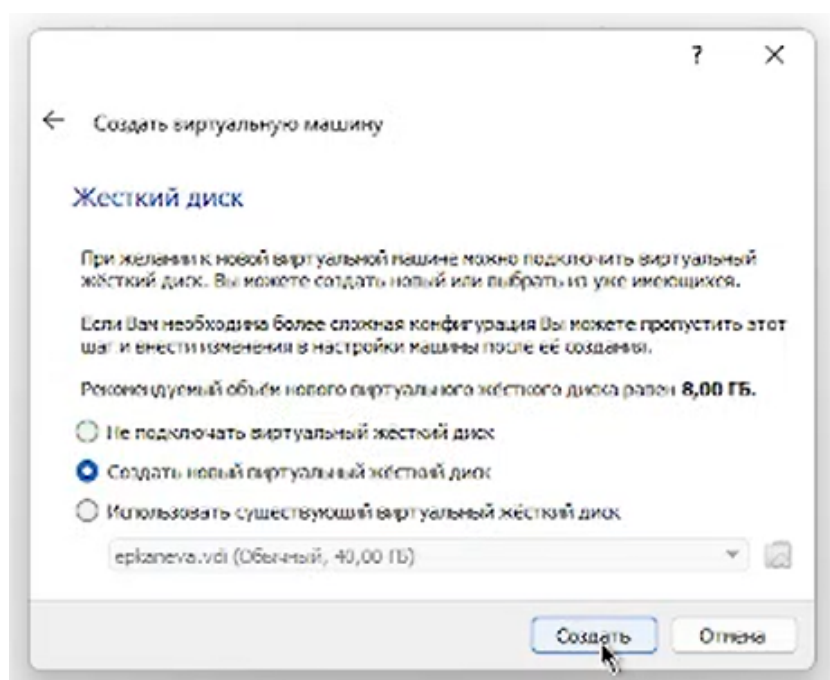 ?
Создать виртуальную машину
Жесткий диск
При желании к новой виртуальной машине можно подключить виртуальный
жёсткий диск. Вы можете создать новый или выбрать из уже имеющихся.
Если Вам необходима более сложная конфигурация Вы можете пропустить этот
шаг и внести изменения в настройки машины после её создания.
Рекомендуемый объём нового виртуального жёсткого диска равен 8,00 ГБ.
Не подключать виртуальный жёсткий диск
Создать новый виртуальный жёсткий диск
Использовать существующий виртуальный жёсткий диск
epkaneva.vdi (Обычный, 40,00 ГБ)
Создать
Отмена